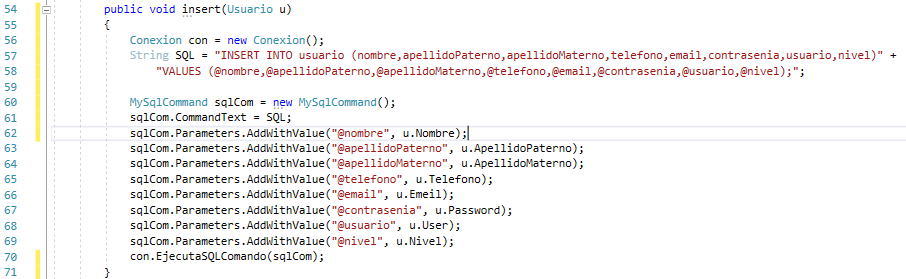 54 public void insert(Usuario u)
55 {
56 Conexion con = new Conexion();
57 String SQL = "INSERT INTO usuario (nombre,apellidoPaterno,apellidoMaterno,telefono,email,contrasenia,usuario,nivel)" +
58 "VALUES (@nombre,@apellidoPaterno,@apellidoMaterno,@telefono,@email,@contrasenia,@usuario,@nivel);";
59
60 MySqlCommand sqlCom = new MySqlCommand();
61 sqlCom.CommandText = SQL;
62 sqlCom.Parameters.AddWithValue("@nombre", u.Nombre);
63 sqlCom.Parameters.AddWithValue("@apellidoPaterno", u.ApellidoPaterno);
64 sqlCom.Parameters.AddWithValue("@apellidoMaterno", u.ApellidoMaterno);
65 sqlCom.Parameters.AddWithValue("@telefono", u.Telefono);
66 sqlCom.Parameters.AddWithValue("@email", u.Emeil);
67 sqlCom.Parameters.AddWithValue("@contrasenia", u.Password);
68 sqlCom.Parameters.AddWithValue("@usuario", u.User);
69 sqlCom.Parameters.AddWithValue("@nivel", u.Nivel);
70 con.EjecutaSQLComando(sqlCom);
71 }